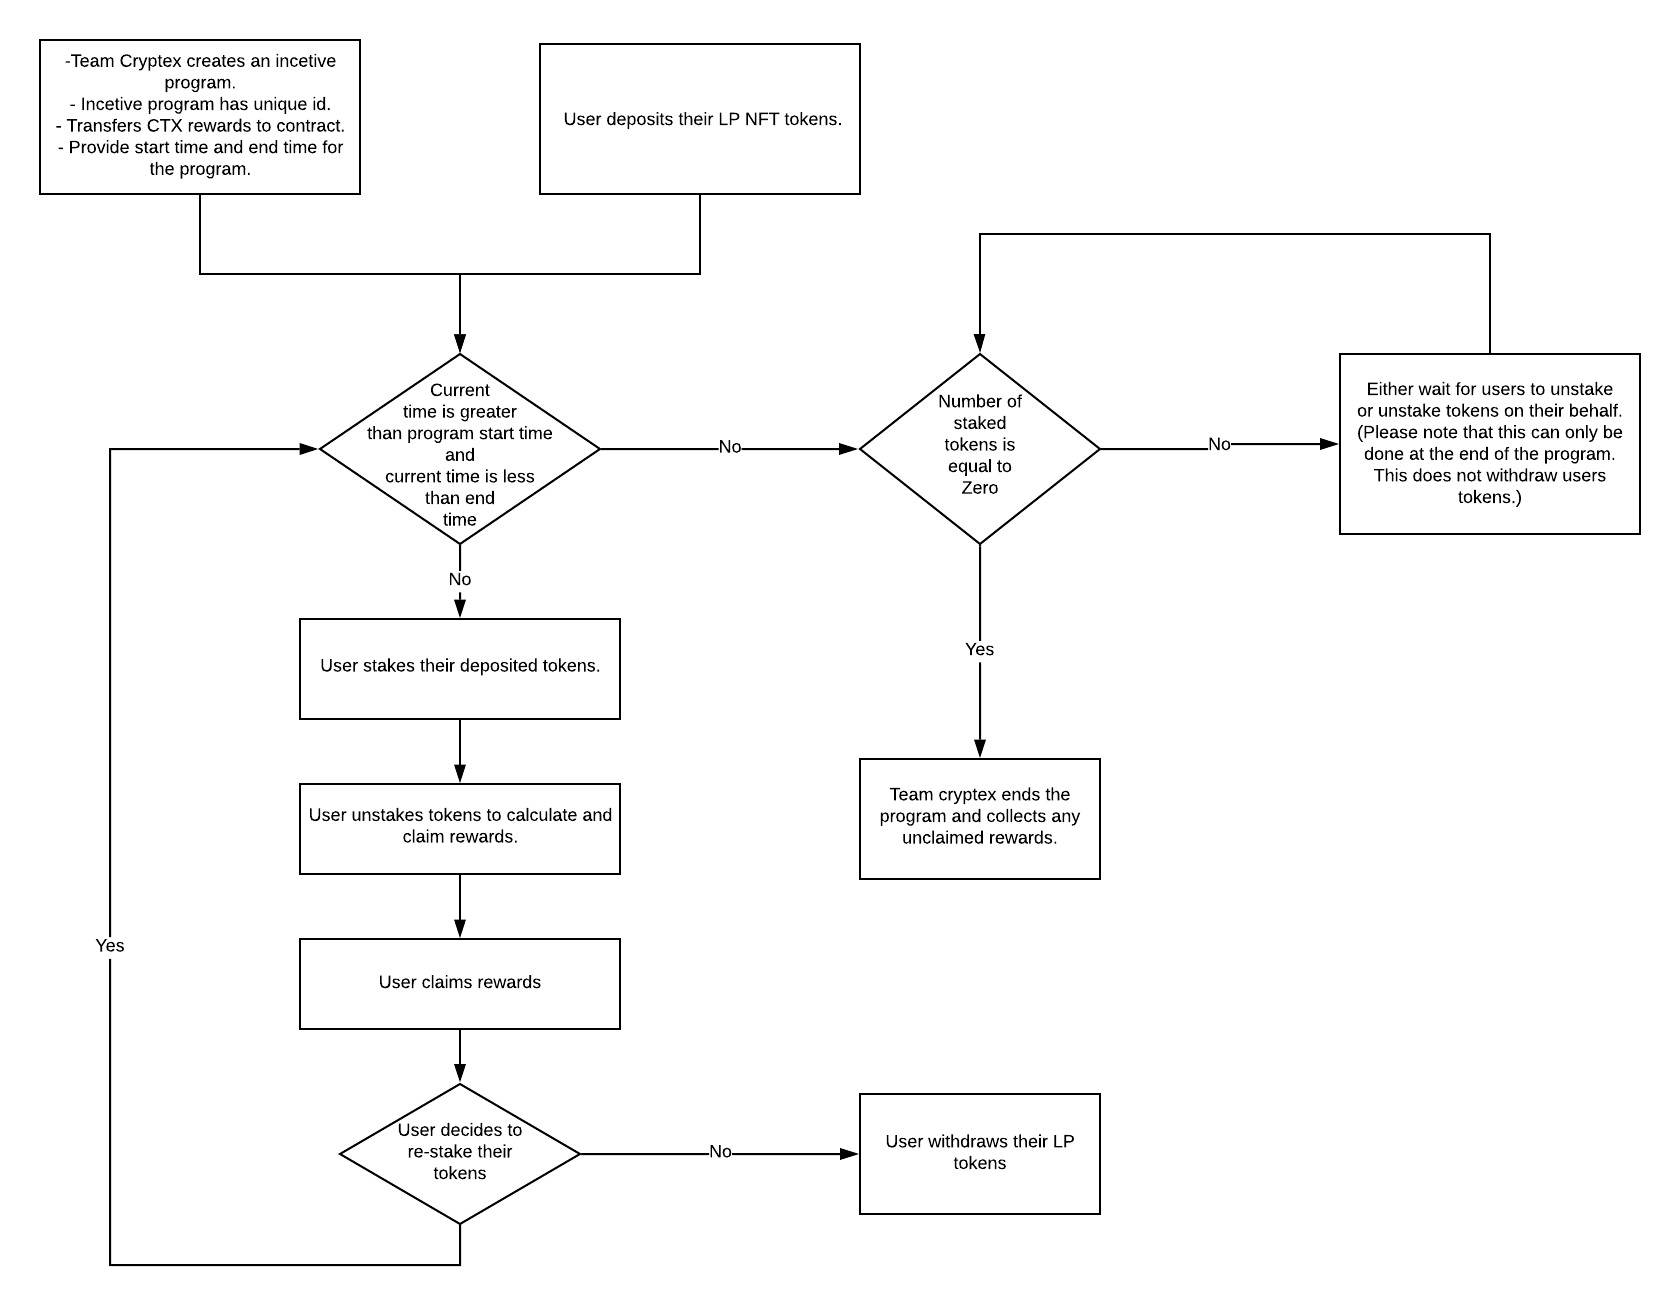 -Team Cryptex creates an incetive
program.
- Incetive program has unique id.
- Transfers CTX rewards to contract.
- Provide start time and end time for
the program.
User deposits their LP NFT tokens.
Current
time is greater
than program start time
and
current time is less
than end
time
No
Number of
staked
tokens is
equal to
Zero
No
Either wait for users to unstake
or unstake tokens on their behalf.
(Please note that this can only be
done at the end of the program.
This does not withdraw users
tokens.)
No
User stakes their deposited tokens.
Yes
User unstakes tokens to calculate and
claim rewards.
Team cryptex ends the
program and collects any
unclaimed rewards.
Yes
User claims rewards
User decides to
re-stake their
tokens
No
User withdraws their LP
tokens